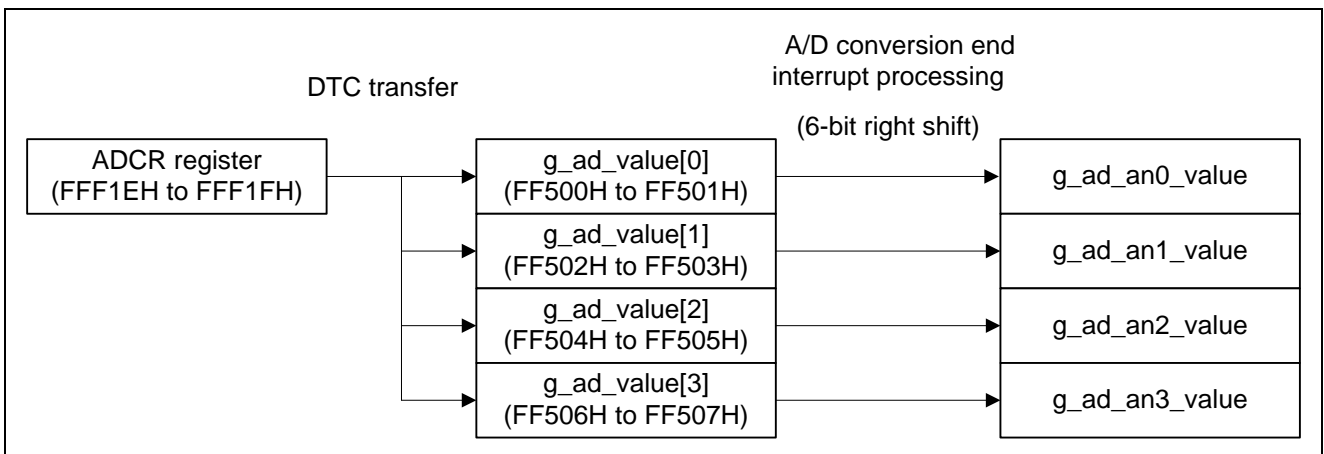 A/D conversion end
interrupt processing
DTC transfer
(6-bit right shift)
ADCR register
(FFF1EH to FFF1FH)
g_ad_value[0]
(FF500H to FF501H)
g_ad_an0_value
g_ad_value[1]
(FF502H to FF503H)
g_ad_an1_value
g_ad_value[2]
(FF504H to FF505H)
g_ad_an2_value
g_ad_value[3]
(FF506H to FF507H)
g_ad_an3_value